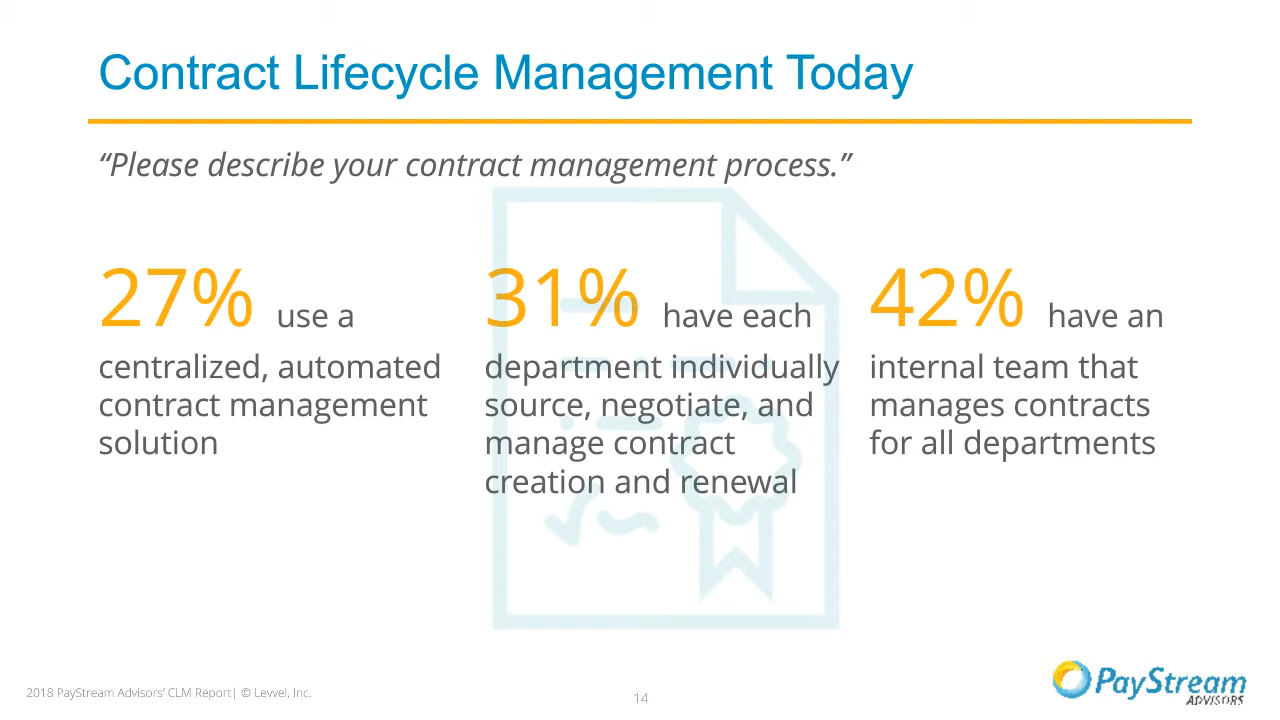 Contract Lifecycle Management Today
“Please describe your contract management process.”
27% use a
centralized, automated
contract management
solution
31% have each
department individually
source, negotiate, and
manage contract
creation and renewal
42% have an
internal team that
manages contracts
for all departments
2018 PayStream Advisors’ CLM Report| © Levvel, Inc.
14
PayStream
ADVISORS